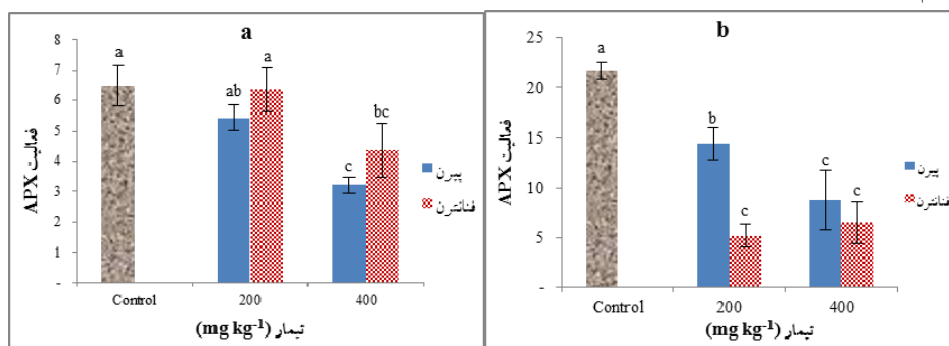 a
فعالیت APX
8
7
6
5
4
3
2
1
-
a
ab
a
c
bc
Control
200
400
تیمار (mg kg-1)
پیرن
فنانترن
b
فعالیت APX
25
20
15
10
5
-
a
b
c
c
c
Control
200
400
تیمار (mg kg-1)
پیرن
فنانترن